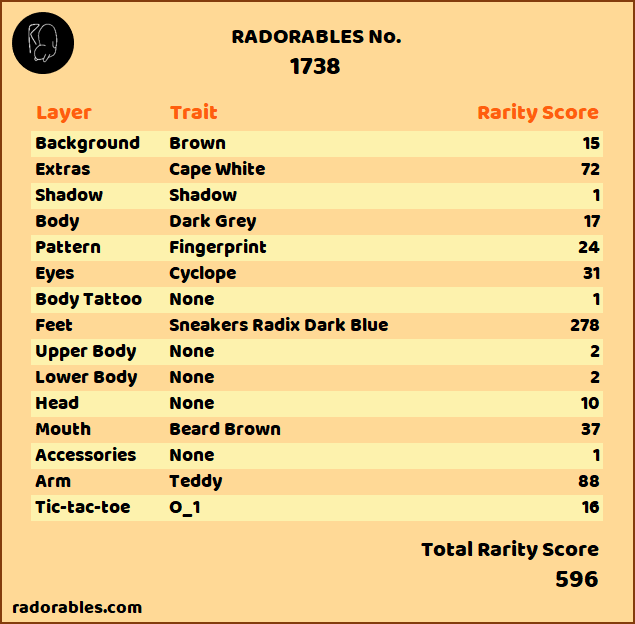 RADORABLES No.
1738
Layer Trait Rarity Score
Background Brown 15
Extras Cape White 72
Shadow Shadow 1
Body Dark Grey 17
Pattern Fingerprint 24
Eyes Cyclope 31
Body Tattoo None 1
Feet Sneakers Radix Dark Blue 278
Upper Body None 2
Lower Body None 2
Head None 10
Mouth Beard Brown 37
Accessories None 1
Arm Teddy 88
Tic-tac-toe O_1 16
Total Rarity Score
596
radorables.com